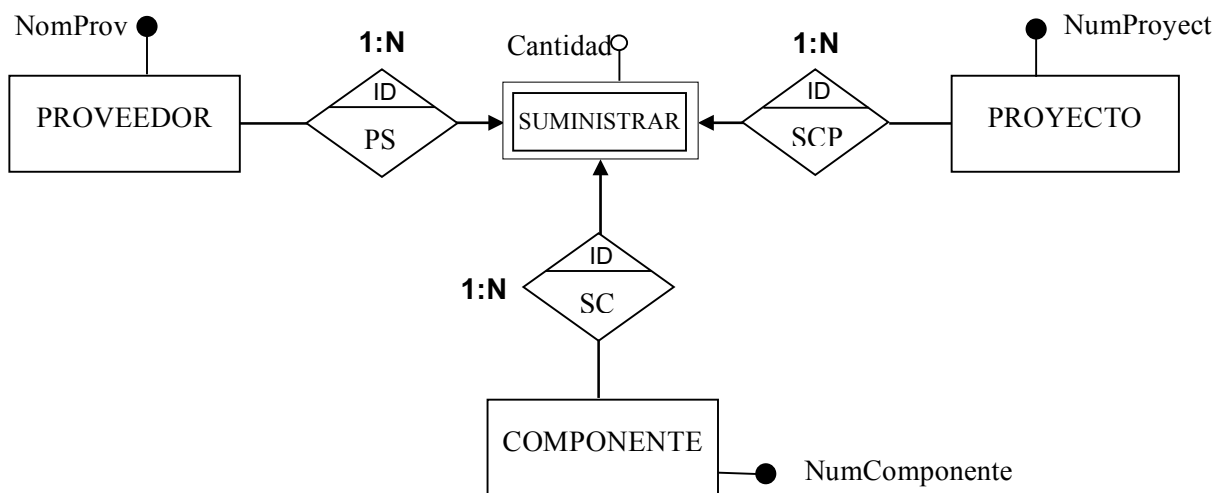 NomProv
1:N
Cantidad
1:N
NumProyect
PROVEEDOR
ID
PS
SUMINISTRAR
ID
SCP
PROYECTO
1:N
ID
SC
COMPONENTE
NumComponente